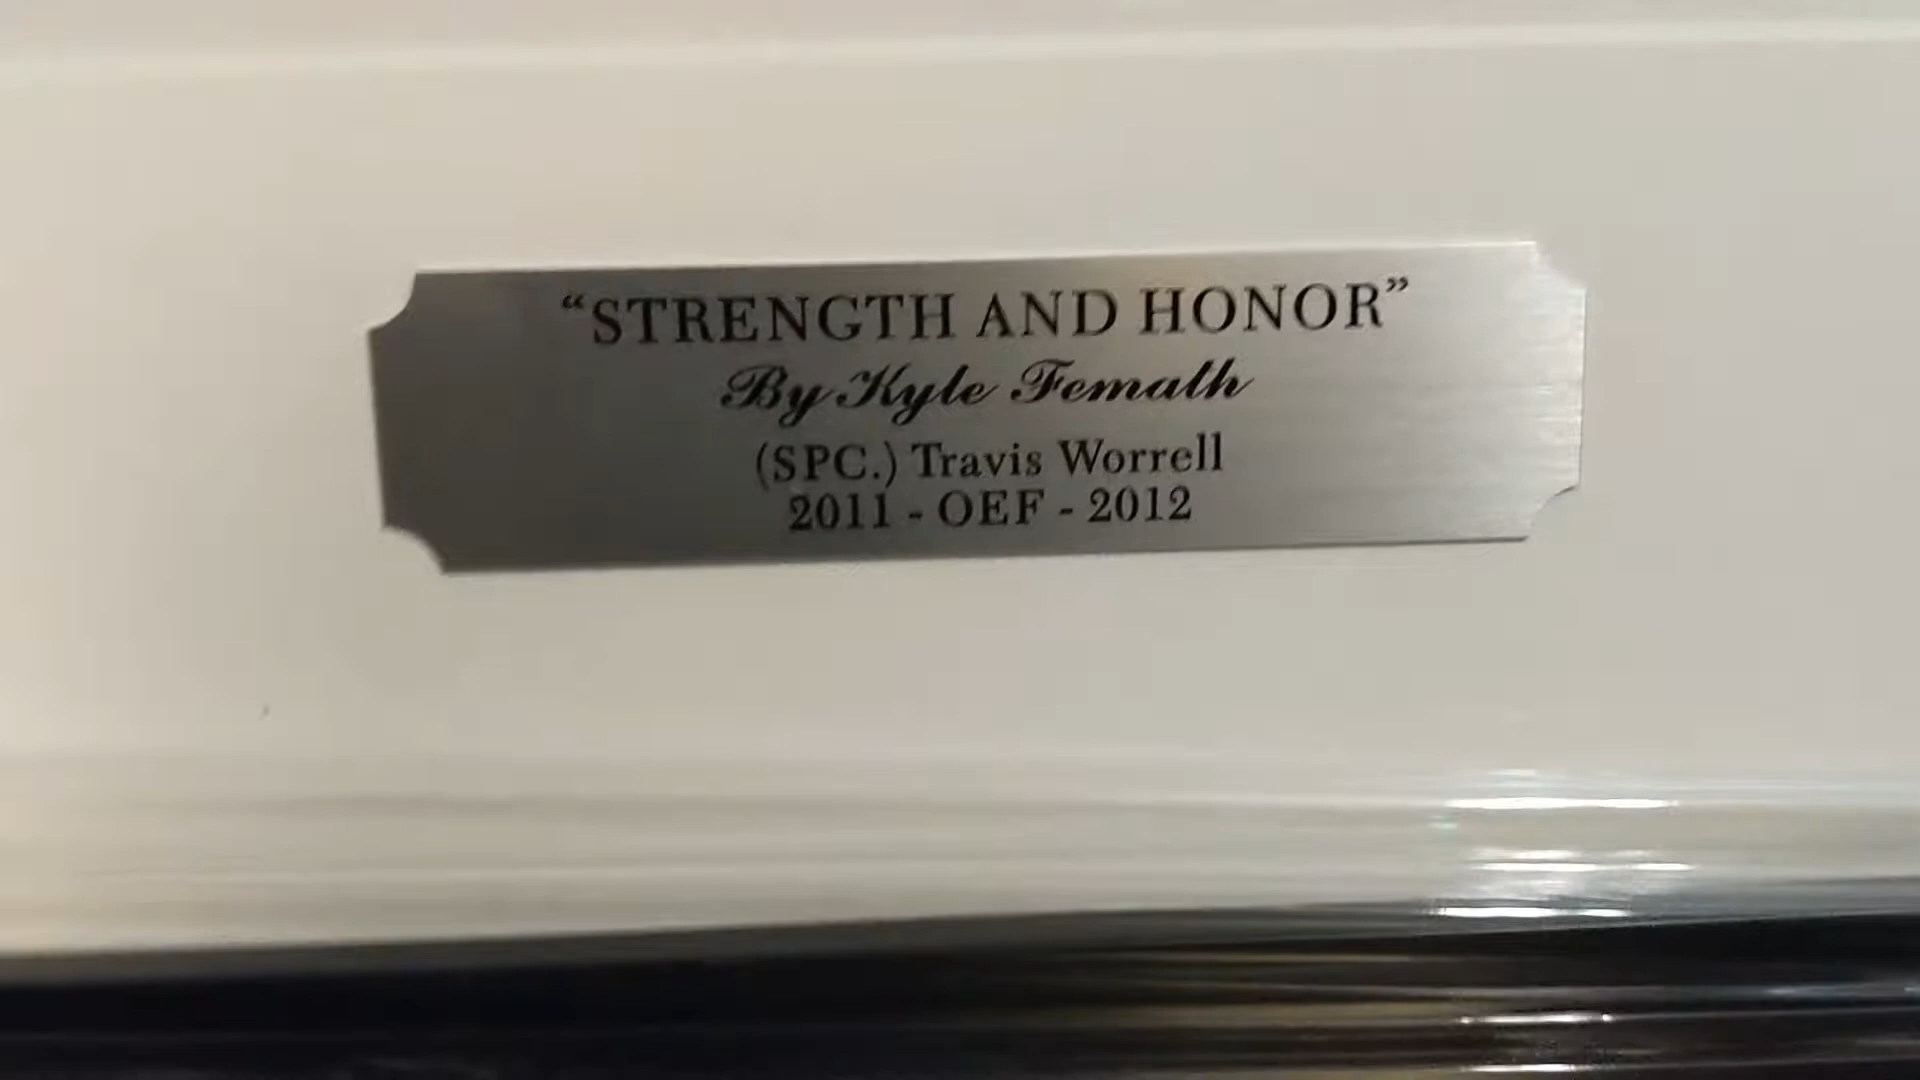 “STRENGTH AND HONOR”
By Kyle Femath
(SPC.) Travis Worrell
2011 - OEF - 2012